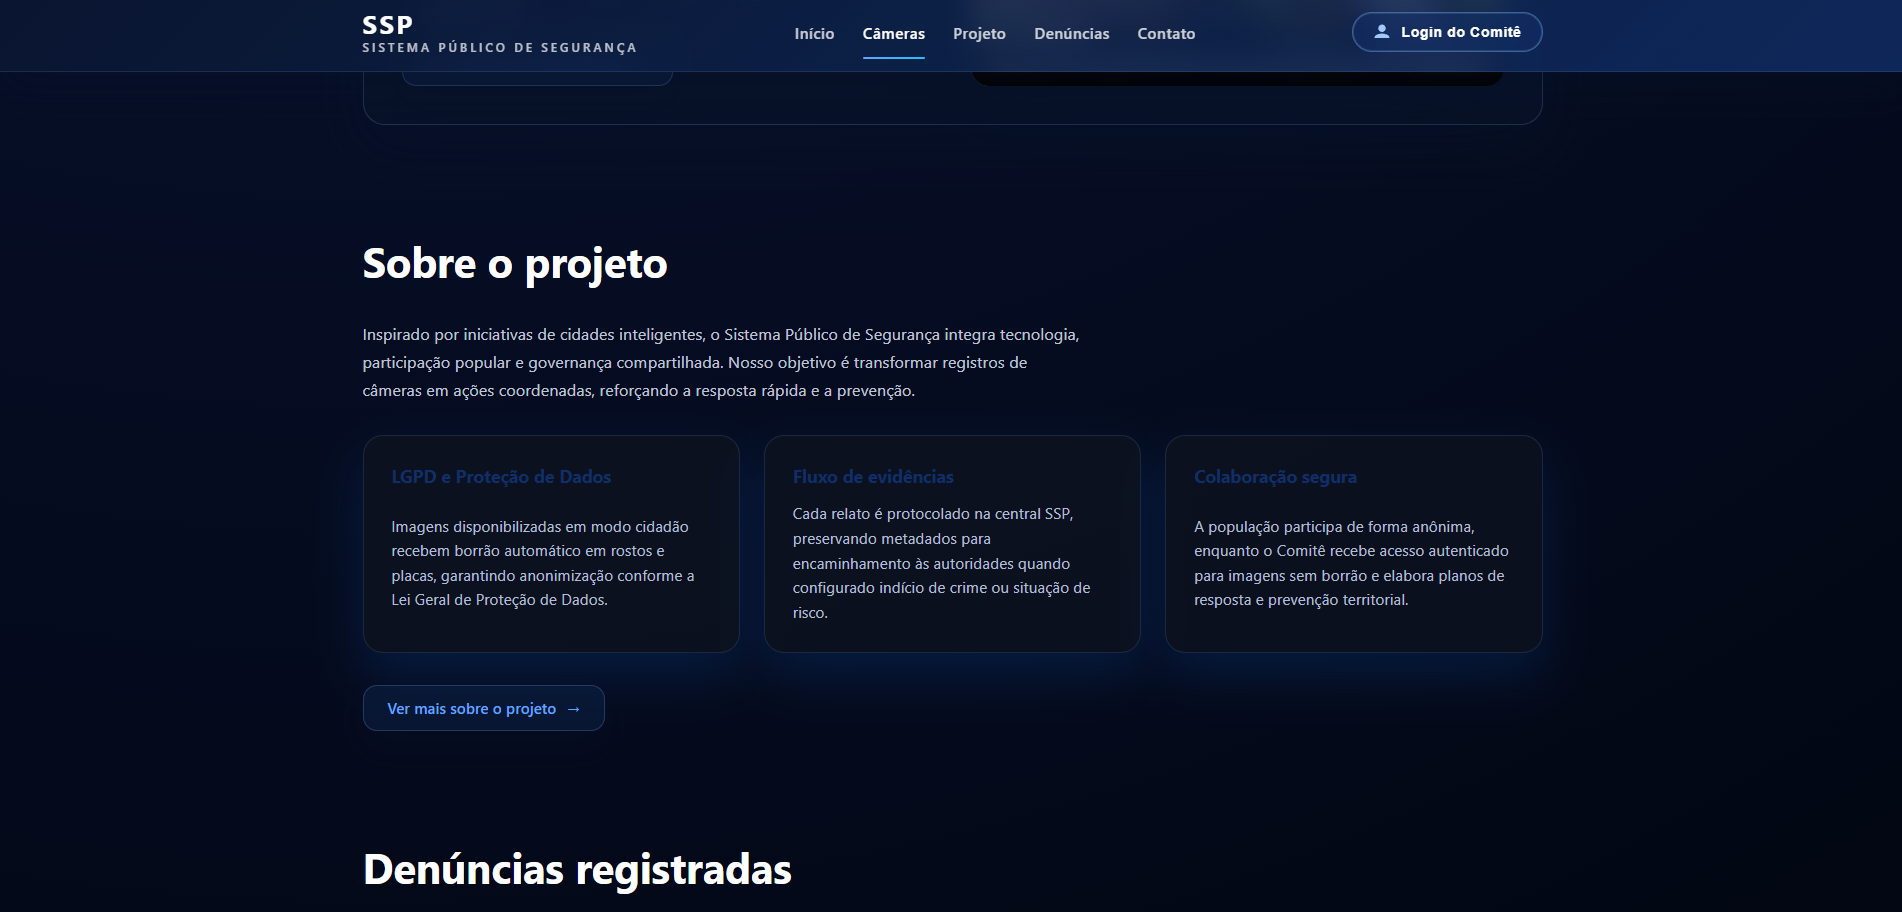 SSP
SISTEMA PÚBLICO DE SEGURANÇA
Início
Câmeras
Projeto
Denúncias
Contato
Login do Comitê
Sobre o projeto
Inspirado por iniciativas de cidades inteligentes, o Sistema Público de Segurança integra tecnologia,
participação popular e governança compartilhada. Nosso objetivo é transformar registros de
câmeras em ações coordenadas, reforçando a resposta rápida e a prevenção.
LGPD e Proteção de Dados
Imagens disponibilizadas em modo cidadão
recebem borrão automático em rostos e
placas, garantindo anonimização conforme a
Lei Geral de Proteção de Dados.
Fluxo de evidências
Cada relato é protocolado na central SSP,
preservando metadados para
encaminhamento às autoridades quando
configurado indício de crime ou situação de
risco.
Colaboração segura
A população participa de forma anônima,
enquanto o Comitê recebe acesso autenticado
para imagens sem borrão e elabora planos de
resposta e prevenção territorial.
Ver mais sobre o projeto →
Denúncias registradas